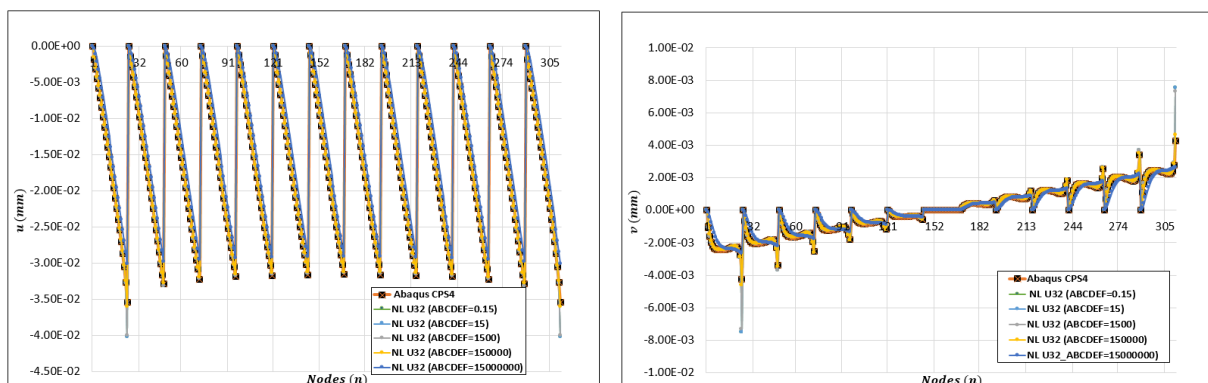 0.00E+00
-5.00E-03
-1.00E-02
-1.50E-02
-2.00E-02
-2.50E-02
-3.00E-02
-3.50E-02
-4.00E-02
-4.50E-02
u (mm)
1 32 60 91 121 152 182 213 244 274 305
Nodes (n)
Abaqus CPS4
NL U32 (ABCDEF=0.15)
NL U32 (ABCDEF=15)
NL U32 (ABCDEF=1500)
NL U32 (ABCDEF=150000)
NL U32 (ABCDEF=15000000)
1.00E-02
8.00E-03
6.00E-03
4.00E-03
2.00E-03
0.00E+00
-2.00E-03
-4.00E-03
-6.00E-03
-8.00E-03
-1.00E-02
v (mm)
32 60 91 121 152 182 213 244 274 305
Nodes (n)
Abaqus CPS4
NL U32 (ABCDEF=0.15)
NL U32 (ABCDEF=15)
NL U32 (ABCDEF=1500)
NL U32 (ABCDEF=150000)
NL U32_ABCDEF=15000000)